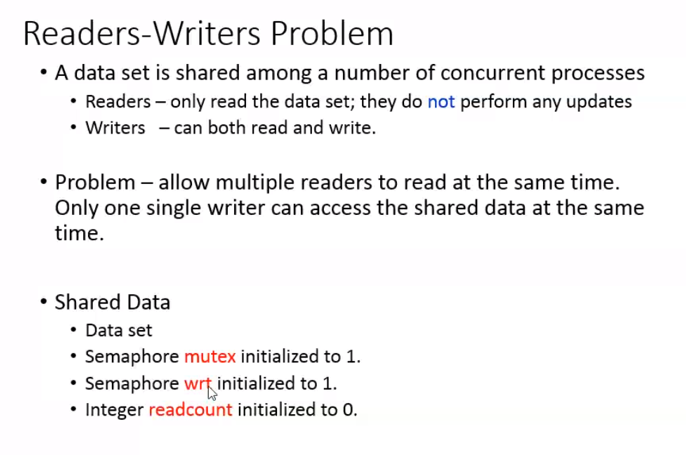 Readers-Writers Problem
• A data set is shared among a number of concurrent processes
• Readers – only read the data set; they do not perform any updates
• Writers – can both read and write.
• Problem – allow multiple readers to read at the same time.
Only one single writer can access the shared data at the same
time.
• Shared Data
• Data set
• Semaphore mutex initialized to 1.
• Semaphore wrt initialized to 1.
• Integer readcount initialized to 0.